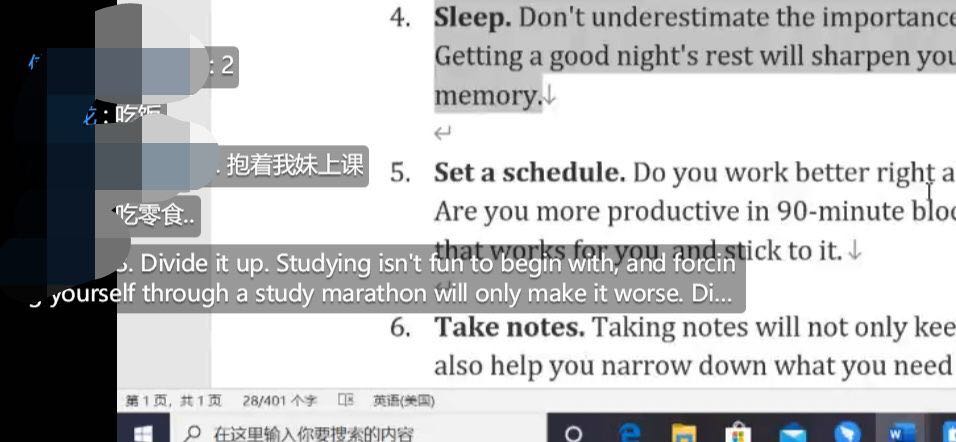 4. Sleep. Don't underestimate the importance
Getting a good night's rest will sharpen you
memory.↓
↵
5. Set a schedule. Do you work better right a
Are you more productive in 90-minute bloc
that works for you, and stick to it.↓
6. Take notes. Taking notes will not only kee
also help you narrow down what you need
: 2
: 吃饭
. 抱着我妹上课
吃零食..
3. Divide it up. Studying isn't fun to begin with, and forcin
g yourself through a study marathon will only make it worse. Di...
第1页，共1页 28/401个字 英语(美国)
在这里输入你要搜索的内容